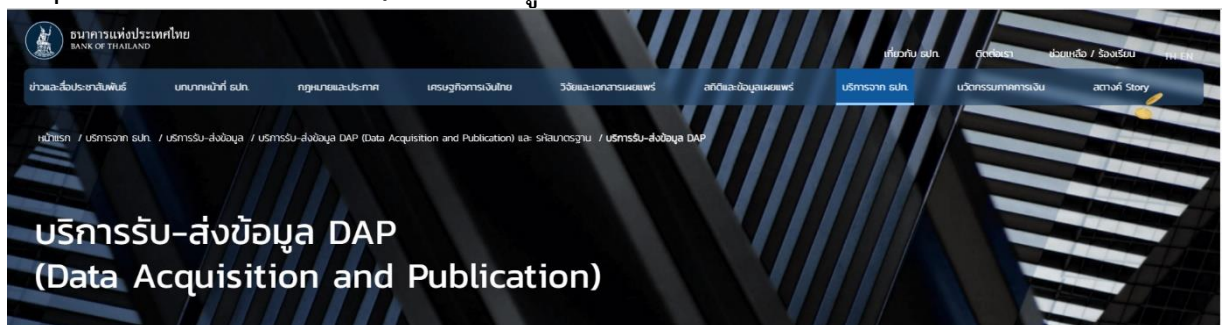 ธนาคารแห่งประเทศไทย
BANK OF THAILAND
เกี่ยวกับ ธปท. ติดต่อเรา ช่วยเหลือ / ร้องเรียน TH EN
ข่าวและสื่อประชาสัมพันธ์ บทบาทหน้าที่ ธปท. กฎหมายและประกาศ เศรษฐกิจการเงินไทย วิจัยและเอกสารเผยแพร่ สถิติและข้อมูลเผยแพร่ บริการจาก ธปท. นวัตกรรมภาคการเงิน สตางค์ Story
หน้าแรก / บริการจาก ธปท. / บริการรับ-ส่งข้อมูล / บริการรับ-ส่งข้อมูล DAP (Data Acquisition and Publication) และ รหัสมาตรฐาน / บริการรับ-ส่งข้อมูล DAP
บริการรับ-ส่งข้อมูล DAP
(Data Acquisition and Publication)